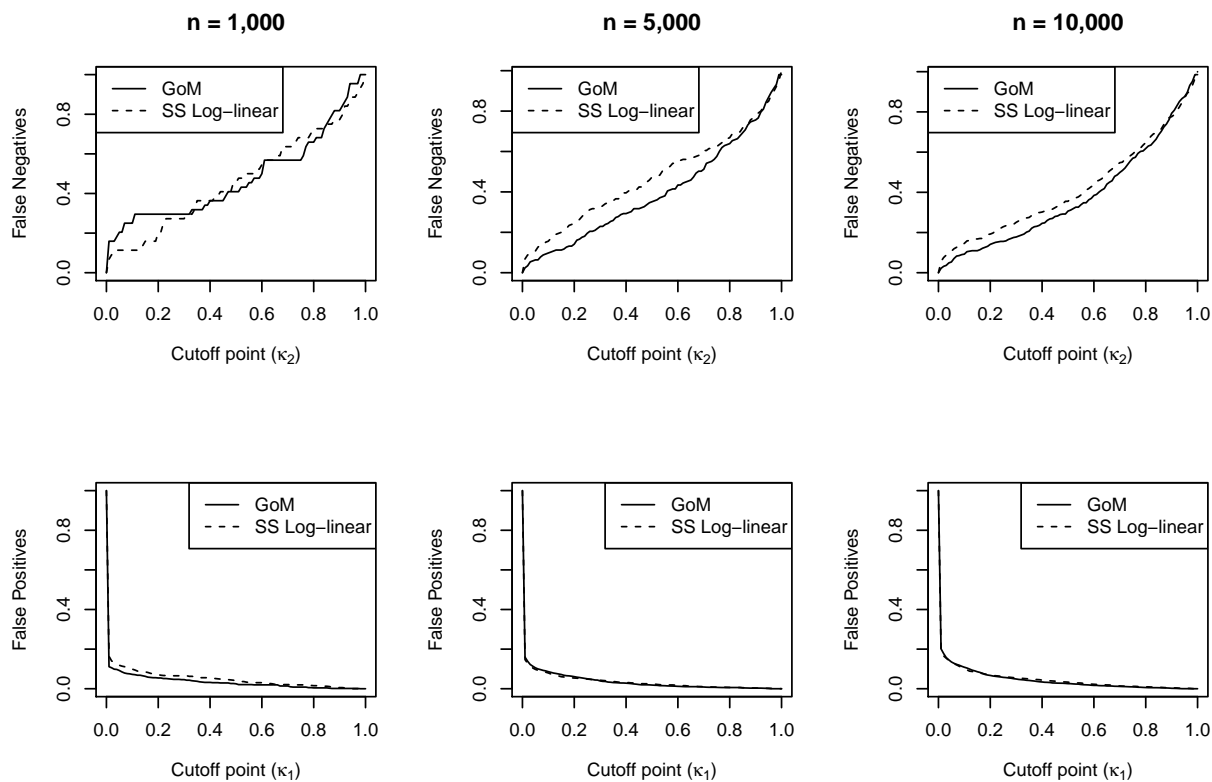 n = 1,000
n = 5,000
n = 10,000
GoM
SS Log−linear
False Negatives
0.0 0.4 0.8
0.0 0.2 0.4 0.6 0.8 1.0
Cutoff point (κ2)
GoM
SS Log−linear
False Negatives
0.0 0.4 0.8
0.0 0.2 0.4 0.6 0.8 1.0
Cutoff point (κ2)
GoM
SS Log−linear
False Negatives
0.0 0.4 0.8
0.0 0.2 0.4 0.6 0.8 1.0
Cutoff point (κ2)
GoM
SS Log−linear
False Positives
0.0 0.4 0.8
0.0 0.2 0.4 0.6 0.8 1.0
Cutoff point (κ1)
GoM
SS Log−linear
False Positives
0.0 0.4 0.8
0.0 0.2 0.4 0.6 0.8 1.0
Cutoff point (κ1)
GoM
SS Log−linear
False Positives
0.0 0.4 0.8
0.0 0.2 0.4 0.6 0.8 1.0
Cutoff point (κ1)